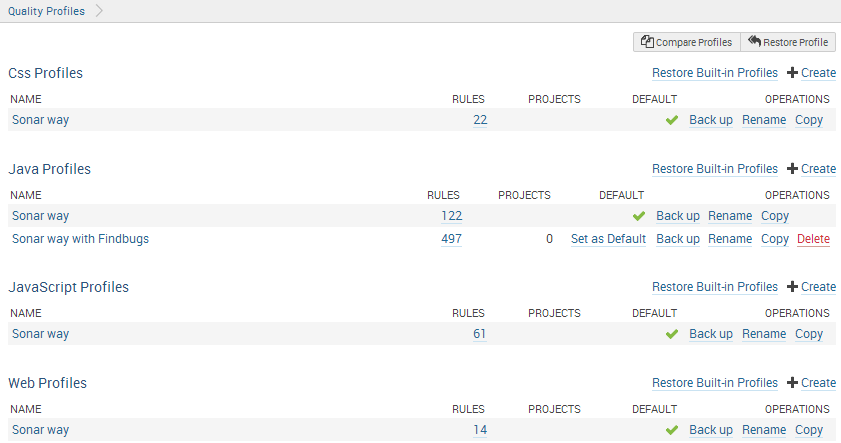 Quality Profiles
Compare Profiles Restore Profile
Css Profiles Restore Built-in Profiles Create
NAME RULES PROJECTS DEFAULT OPERATIONS
Sonar way 22 Back up Rename Copy
Java Profiles Restore Built-in Profiles Create
NAME RULES PROJECTS DEFAULT OPERATIONS
Sonar way 122 Back up Rename Copy
Sonar way with Findbugs 497 0 Set as Default Back up Rename Copy Delete
JavaScript Profiles Restore Built-in Profiles Create
NAME RULES PROJECTS DEFAULT OPERATIONS
Sonar way 61 Back up Rename Copy
Web Profiles Restore Built-in Profiles Create
NAME RULES PROJECTS DEFAULT OPERATIONS
Sonar way 14 Back up Rename Copy